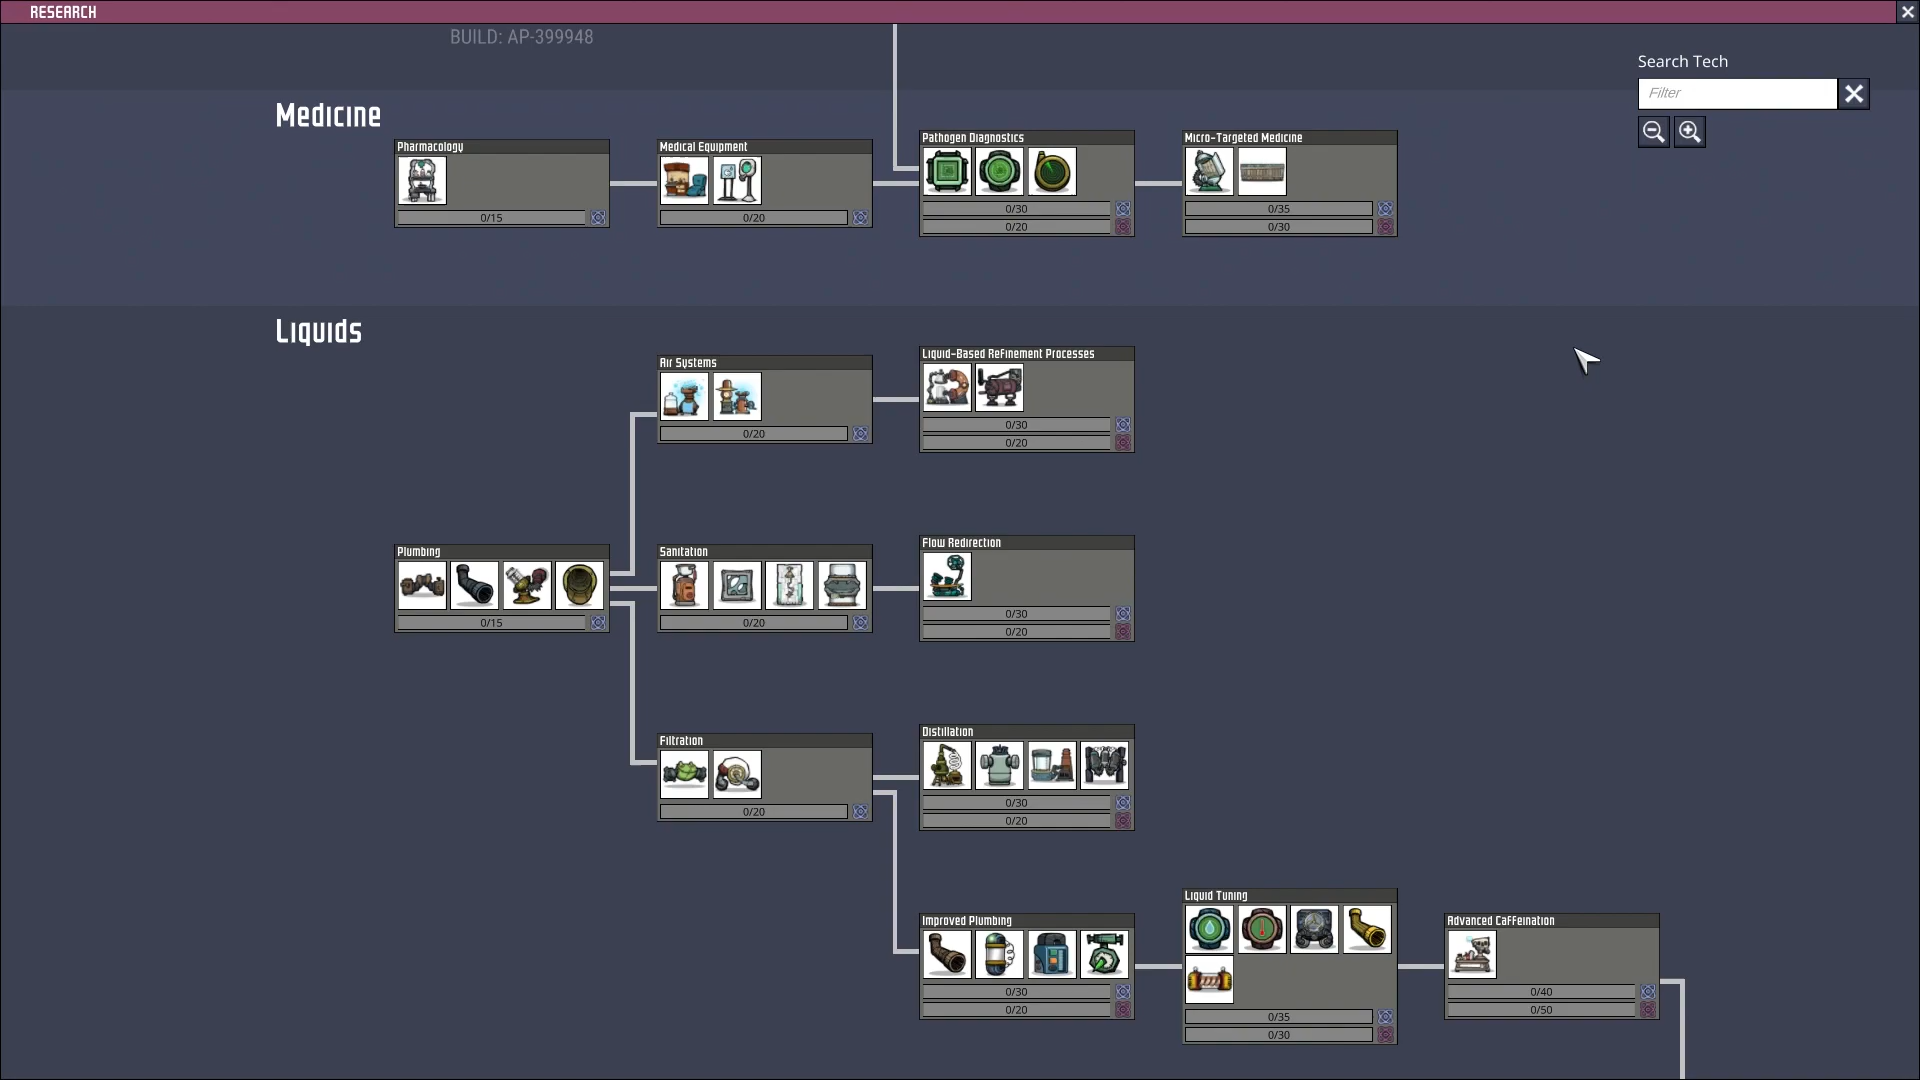 RESEARCH
BUILD: AP-399948
Search Tech
Filter
Medicine
Pharmacology
0/15
Medical Equipment
0/20
Pathogen Diagnostics
0/30
0/20
Micro-Targeted Medicine
0/35
0/30
Liquids
Air Systems
0/20
Liquid-Based Refinement Processes
0/30
0/20
Plumbing
0/15
Sanitation
0/20
Flow Redirection
0/30
0/20
Filtration
0/20
Distillation
0/30
0/20
Improved Plumbing
0/30
0/20
Liquid Tuning
0/35
0/30
Advanced Caffeination
0/40
0/50